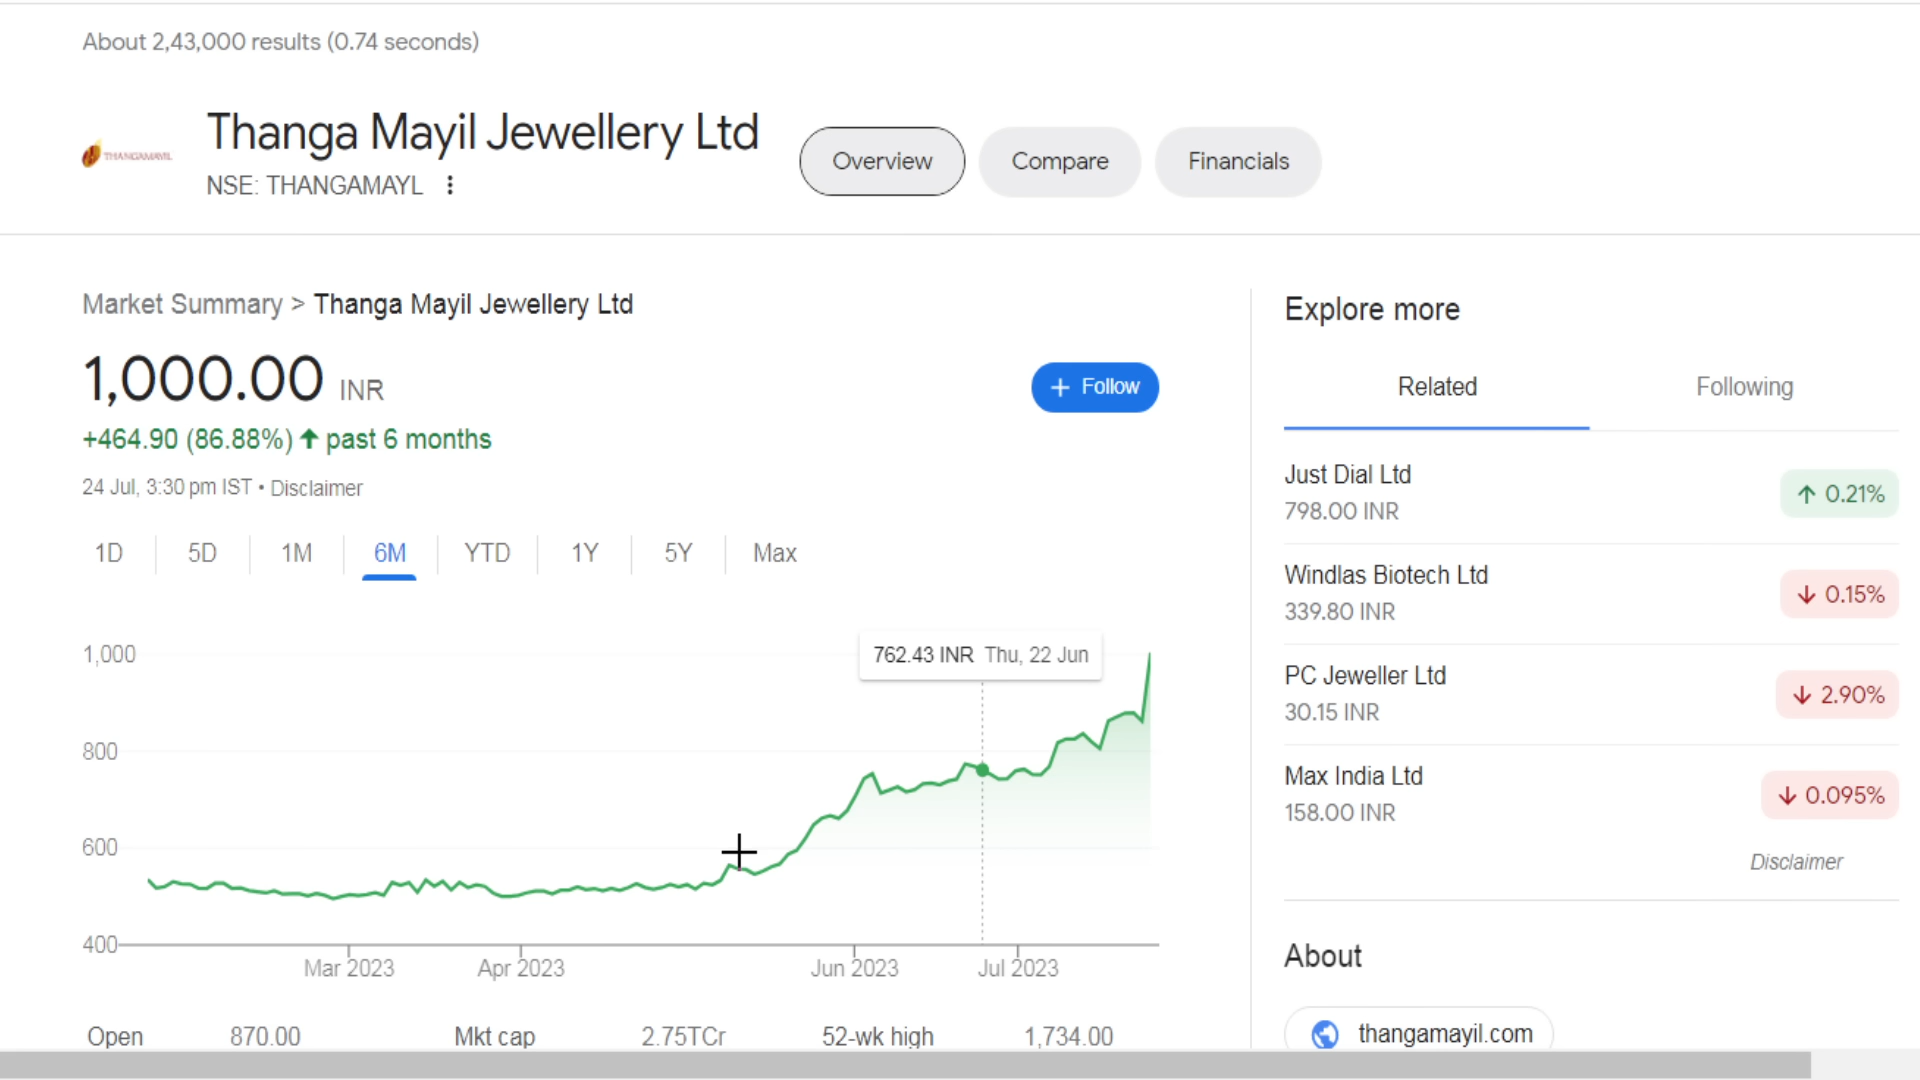 About 2,43,000 results (0.74 seconds)
THANGAMAYIL
Thanga Mayil Jewellery Ltd
NSE: THANGAMAYL
Overview
Compare
Financials
Market Summary > Thanga Mayil Jewellery Ltd
1,000.00 INR
+ Follow
+464.90 (86.88%) ↑ past 6 months
24 Jul, 3:30 pm IST • Disclaimer
1D
5D
1M
6M
YTD
1Y
5Y
Max
762.43 INR Thu, 22 Jun
1,000
800
600
400
Mar 2023
Apr 2023
Jun 2023
Jul 2023
Open 870.00
Mkt cap 2.75TCr
52-wk high 1,734.00
Explore more
Related
Following
Just Dial Ltd
798.00 INR
↑ 0.21%
Windlas Biotech Ltd
339.80 INR
↓ 0.15%
PC Jeweller Ltd
30.15 INR
↓ 2.90%
Max India Ltd
158.00 INR
↓ 0.095%
Disclaimer
About
thangamayil.com